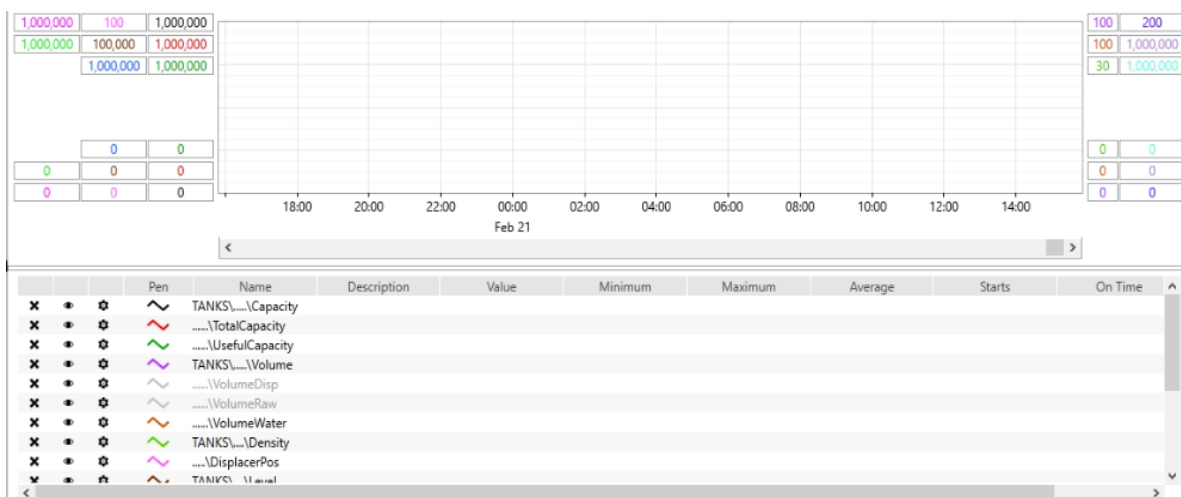 1,000,000 100 1,000,000 100 200
1,000,000 100,000 1,000,000 100 1,000,000
1,000,000 1,000,000 30 1,000,000
0 0 0 0
0 0 0 0 0
0 0 0 0 0
18:00 20:00 22:00 00:00 02:00 04:00 06:00 08:00 10:00 12:00 14:00
Feb 21
Pen Name Description Value Minimum Maximum Average Starts On Time
TANKS\.....\Capacity
......\TotalCapacity
......\UsefulCapacity
TANKS\.....\Volume
......\VolumeDisp
......\VolumeRaw
......\VolumeWater
TANKS\.....\Density
.....\DisplacerPos
TANKS\.....\Level